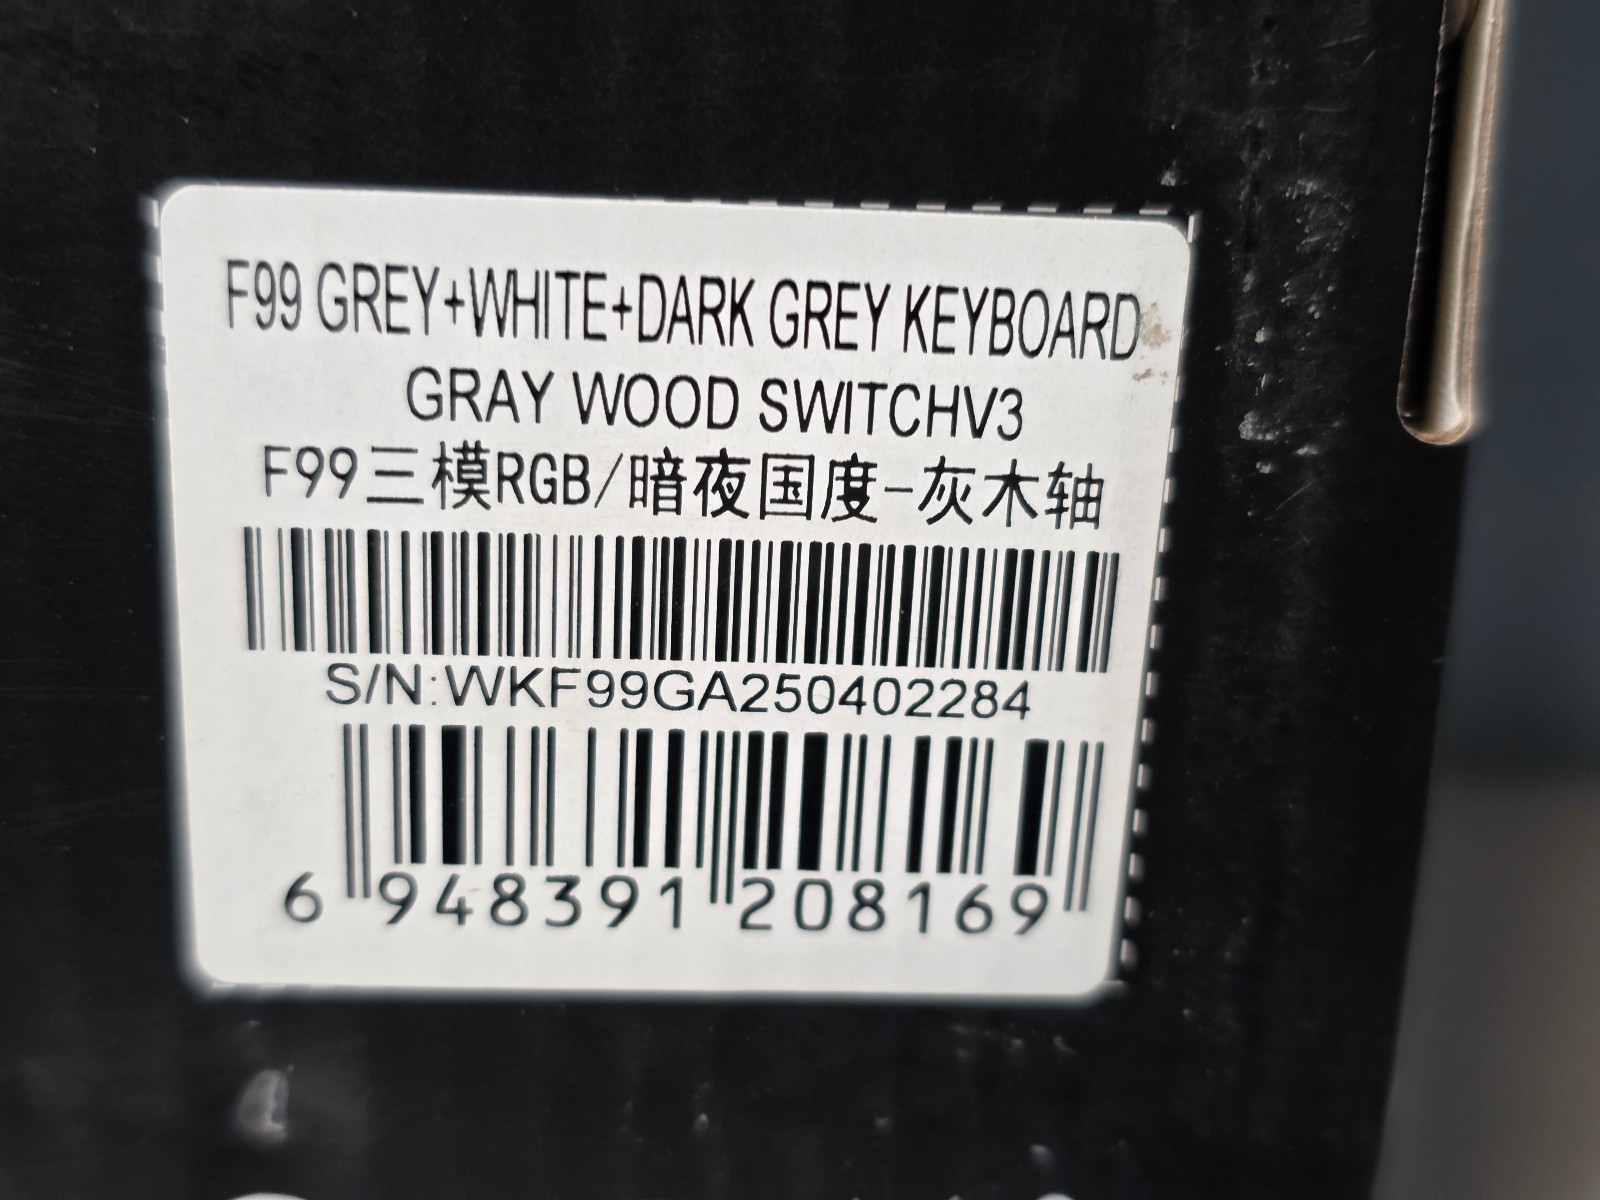 F99 GREY+WHITE+DARK GREY KEYBOARD
GRAY WOOD SWITCHV3
F99三模RGB/暗夜国度-灰木轴
S/N:WKF99GA250402284
6 948391 208169